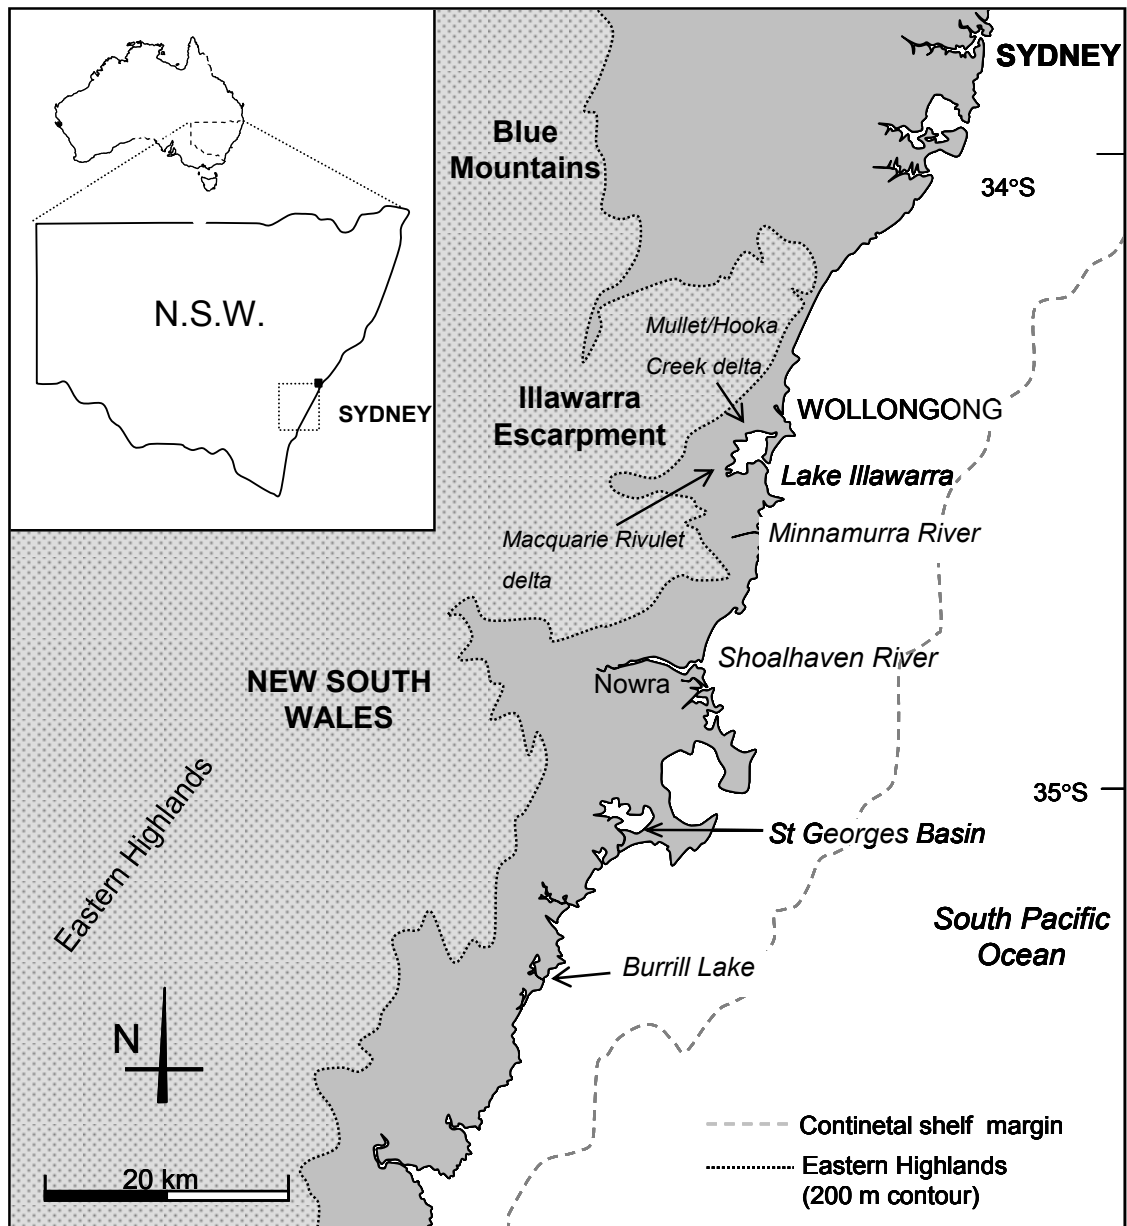 SYDNEY
Blue
Mountains
34°S
N.S.W.
SYDNEY
Mullet/Hooka
Creek delta
Illawarra
Escarpment
WOLLONGONG
Lake Illawarra
Macquarie Rivulet
delta
Minnamurra River
Shoalhaven River
Nowra
NEW SOUTH
WALES
Eastern Highlands
35°S
St Georges Basin
South Pacific
Ocean
Burrill Lake
N
20 km
Continetal shelf margin
Eastern Highlands
(200 m contour)